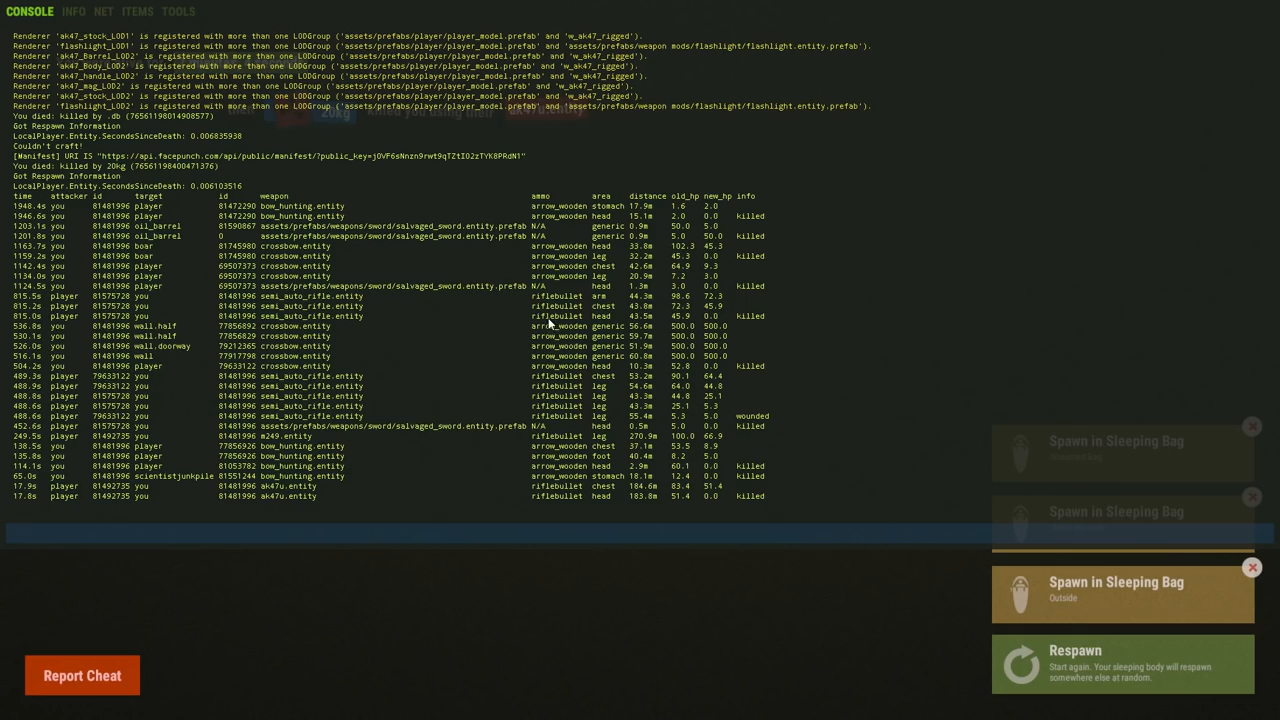 CONSOLE INFO NET ITEMS TOOLS
Renderer 'ak47_stock_LOD1' is registered with more than one LODGroup ('assets/prefabs/player/player_model.prefab' and 'w_ak47_rigged').
Renderer 'flashlight_LOD1' is registered with more than one LODGroup ('assets/prefabs/player/player_model.prefab' and 'assets/prefabs/weapon mods/flashlight/flashlight.entity.prefab').
Renderer 'ak47_Barrel_LOD2' is registered with more than one LODGroup ('assets/prefabs/player/player_model.prefab' and 'w_ak47_rigged').
Renderer 'ak47_Body_LOD2' is registered with more than one LODGroup ('assets/prefabs/player/player_model.prefab' and 'w_ak47_rigged').
Renderer 'ak47_handle_LOD2' is registered with more than one LODGroup ('assets/prefabs/player/player_model.prefab' and 'w_ak47_rigged').
Renderer 'ak47_mag_LOD2' is registered with more than one LODGroup ('assets/prefabs/player/player_model.prefab' and 'w_ak47_rigged').
Renderer 'ak47_stock_LOD2' is registered with more than one LODGroup ('assets/prefabs/player/player_model.prefab' and 'w_ak47_rigged').
Renderer 'flashlight_LOD2' is registered with more than one LODGroup ('assets/prefabs/player/player_model.prefab' and 'assets/prefabs/weapon mods/flashlight/flashlight.entity.prefab').
then 20kg killed you using their ak47u.entity
You died: killed by .db (76561198014908577)
Got Respawn Information
LocalPlayer.Entity.SecondsSinceDeath: 0.006835938
Couldn't craft!
[Manifest] URI IS "https://api.facepunch.com/api/public/manifest/?public_key=j0VF6sNnzn9rwt9qTZtIO2zTYK8PRdN1"
You died: killed by 20kg (76561198400471376)
Got Respawn Information
LocalPlayer.Entity.SecondsSinceDeath: 0.006103516
time attacker id target id weapon ammo area distance old_hp new_hp info
1948.4s you 81481996 player 81472290 bow_hunting.entity arrow_wooden stomach 17.9m 1.6 2.0
1946.6s you 81481996 player 81472290 bow_hunting.entity arrow_wooden head 15.1m 2.0 0.0 killed
1203.1s you 81481996 oil_barrel 81590867 assets/prefabs/weapons/sword/salvaged_sword.entity.prefab N/A generic 0.9m 50.0 5.0
1201.8s you 81481996 oil_barrel 0 assets/prefabs/weapons/sword/salvaged_sword.entity.prefab N/A generic 0.9m 5.0 50.0 killed
1163.7s you 81481996 boar 81745980 crossbow.entity arrow_wooden head 33.8m 102.3 45.3
1159.2s you 81481996 boar 81745980 crossbow.entity arrow_wooden leg 32.2m 45.3 0.0 killed
1142.4s you 81481996 player 69507373 crossbow.entity arrow_wooden chest 42.6m 64.9 9.3
1134.0s you 81481996 player 69507373 crossbow.entity arrow_wooden leg 20.9m 7.2 3.0
1124.5s you 81481996 player 69507373 assets/prefabs/weapons/sword/salvaged_sword.entity.prefab N/A head 1.3m 3.0 0.0 killed
815.5s player 81575728 you 81481996 semi_auto_rifle.entity riflebullet arm 44.3m 98.6 72.3
815.2s player 81575728 you 81481996 semi_auto_rifle.entity riflebullet chest 43.8m 72.3 45.9
815.0s player 81575728 you 81481996 semi_auto_rifle.entity riflebullet head 43.5m 45.9 0.0 killed
536.8s you 81481996 wall.half 77856892 crossbow.entity arrow_wooden generic 56.6m 500.0 500.0
530.1s you 81481996 wall.half 77856829 crossbow.entity arrow_wooden generic 59.7m 500.0 500.0
526.0s you 81481996 wall.doorway 79212365 crossbow.entity arrow_wooden generic 51.9m 500.0 500.0
516.1s you 81481996 wall 77917798 crossbow.entity arrow_wooden generic 60.8m 500.0 500.0
504.2s you 81481996 player 79633122 crossbow.entity arrow_wooden head 10.3m 52.8 0.0 killed
489.3s player 79633122 you 81481996 semi_auto_rifle.entity riflebullet chest 53.2m 90.1 64.4
488.9s player 79633122 you 81481996 semi_auto_rifle.entity riflebullet leg 54.6m 64.0 44.8
488.8s player 81575728 you 81481996 semi_auto_rifle.entity riflebullet leg 43.3m 44.8 25.1
488.6s player 81575728 you 81481996 semi_auto_rifle.entity riflebullet leg 43.3m 25.1 5.3
488.6s player 79633122 you 81481996 semi_auto_rifle.entity riflebullet leg 55.4m 5.3 5.0 wounded
452.6s player 81575728 you 81481996 assets/prefabs/weapons/sword/salvaged_sword.entity.prefab N/A head 0.5m 5.0 0.0 killed
249.5s player 81492735 you 81481996 m249.entity riflebullet leg 270.9m 100.0 66.9
138.5s you 81481996 player 77856926 bow_hunting.entity arrow_wooden chest 37.1m 53.5 8.9
135.8s you 81481996 player 77856926 bow_hunting.entity arrow_wooden foot 40.4m 8.2 5.0
114.1s you 81481996 player 81053782 bow_hunting.entity arrow_wooden head 2.9m 60.1 0.0 killed
65.0s you 81481996 scientistjunkpile 81551244 bow_hunting.entity arrow_wooden stomach 18.1m 12.4 0.0 killed
17.9s player 81492735 you 81481996 ak47u.entity riflebullet chest 184.6m 83.4 51.4
17.8s player 81492735 you 81481996 ak47u.entity riflebullet head 183.8m 51.4 0.0 killed
Spawn in Sleeping Bag
Spawn in Sleeping Bag
Spawn in Sleeping Bag
Outside
Respawn
Start again. Your sleeping body will respawn
somewhere else at random.
Report Cheat